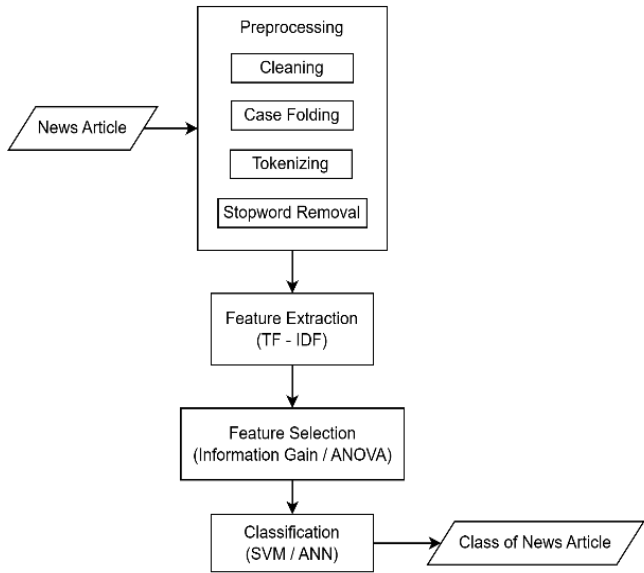 Preprocessing
Cleaning
Case Folding
Tokenizing
Stopword Removal
News Article
Feature Extraction
(TF - IDF)
Feature Selection
(Information Gain / ANOVA)
Classification
(SVM / ANN)
Class of News Article